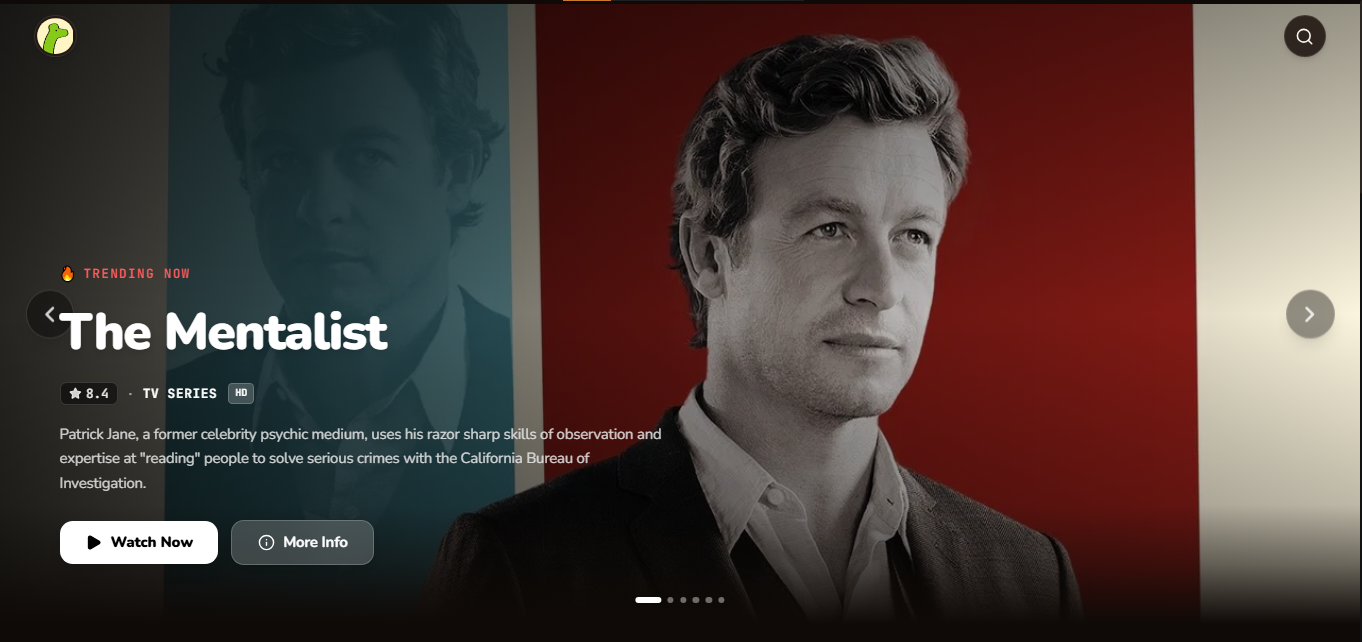 TRENDING NOW
The Mentalist
8.4 · TV SERIES HD
Patrick Jane, a former celebrity psychic medium, uses his razor sharp skills of observation and
expertise at "reading" people to solve serious crimes with the California Bureau of
Investigation.
Watch Now
More Info